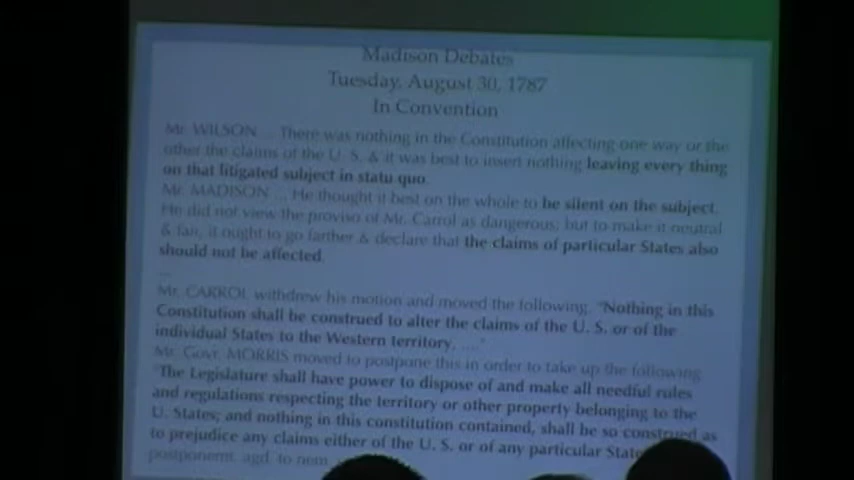 Madison Debates
Tuesday, August 30, 1787
In Convention
Mr. WILSON ... There was nothing in the Constitution affecting one way or the
other the claims of the U. S. & it was best to insert nothing leaving every thing
on that litigated subject in statu quo.
Mr. MADISON ... He thought it best on the whole to be silent on the subject.
He did not view the proviso of Mr. Carrol as dangerous; but to make it neutral
& fair, it ought to go farther & declare that the claims of particular States also
should not be affected.
...
Mr. CARROL withdrew his motion and moved the following. "Nothing in this
Constitution shall be construed to alter the claims of the U. S. or of the
individual States to the Western territory, ...."
Mr. Govr. MORRIS moved to postpone this in order to take up the following.
"The Legislature shall have power to dispose of and make all needful rules
and regulations respecting the territory or other property belonging to the
U. States; and nothing in this constitution contained, shall be so construed as
to prejudice any claims either of the U. S. or of any particular State
postponemt. agd. to nem.